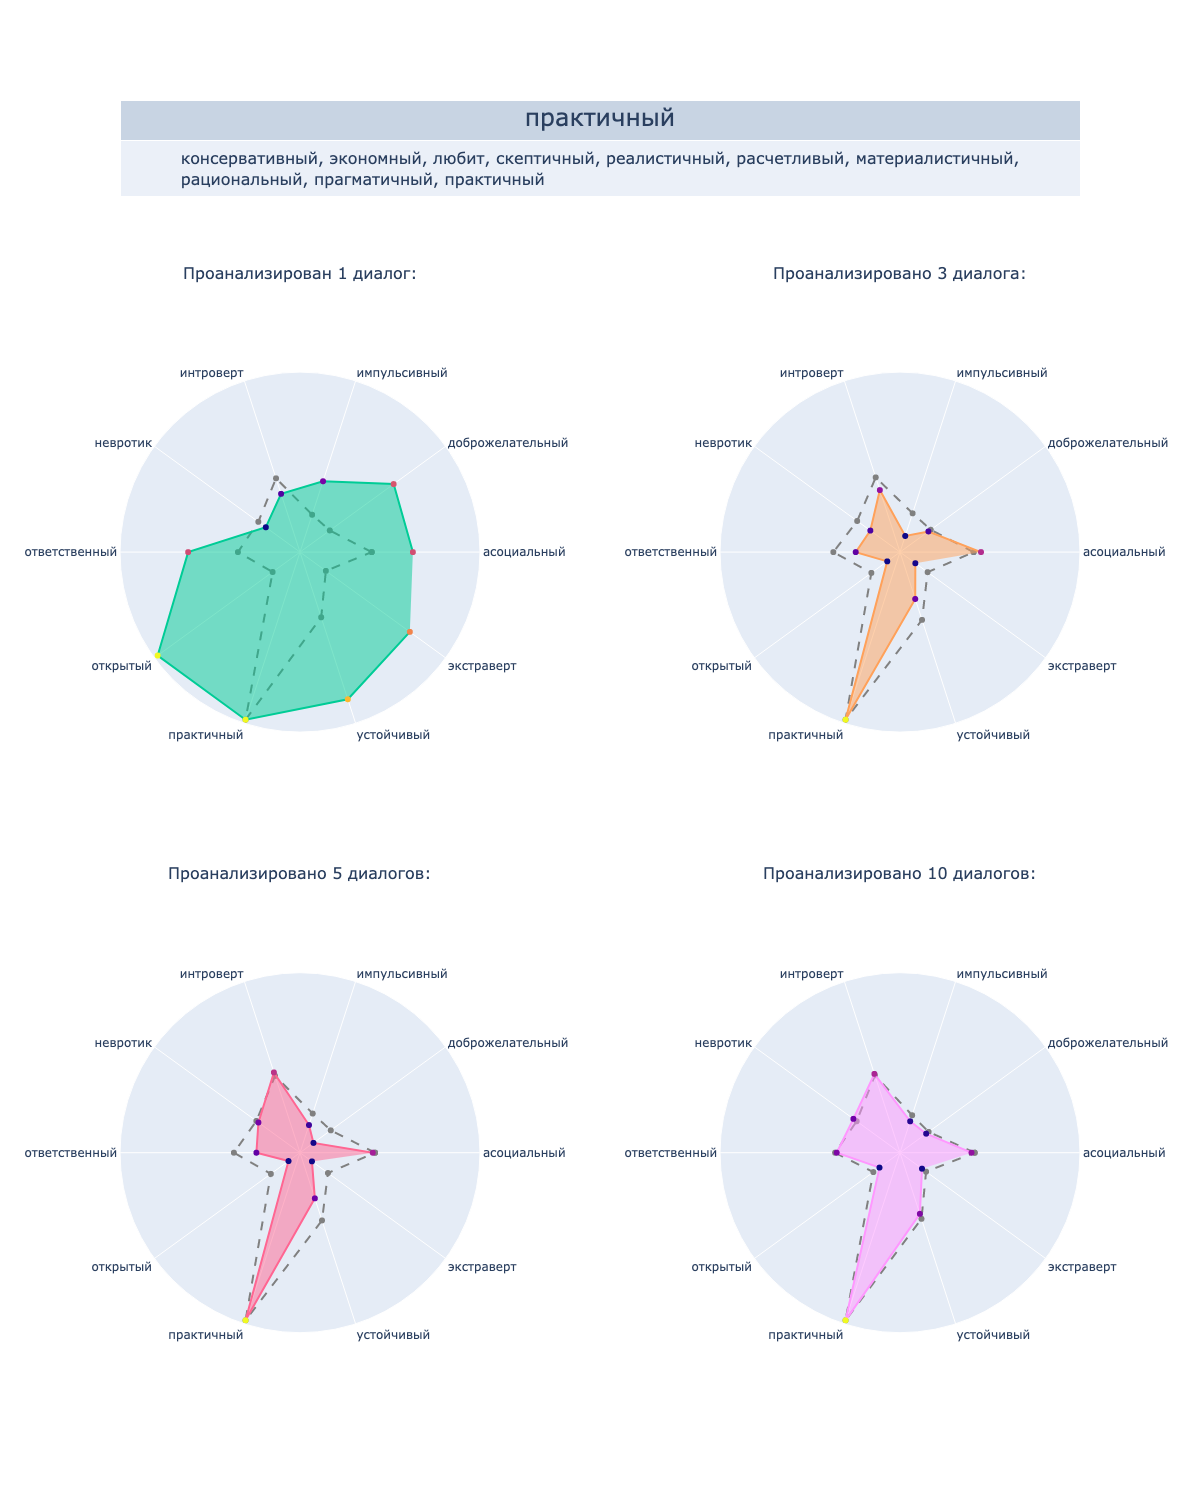 практичный
консервативный, экономный, любит, скептичный, реалистичный, расчетливый, материалистичный,
рациональный, прагматичный, практичный
Проанализирован 1 диалог:
интроверт
импульсивный
невротик
доброжелательный
ответственный
асоциальный
открытый
экстраверт
практичный
устойчивый
Проанализировано 3 диалога:
интроверт
импульсивный
невротик
доброжелательный
ответственный
асоциальный
открытый
экстраверт
практичный
устойчивый
Проанализировано 5 диалогов:
интроверт
импульсивный
невротик
доброжелательный
ответственный
асоциальный
открытый
экстраверт
практичный
устойчивый
Проанализировано 10 диалогов:
интроверт
импульсивный
невротик
доброжелательный
ответственный
асоциальный
открытый
экстраверт
практичный
устойчивый